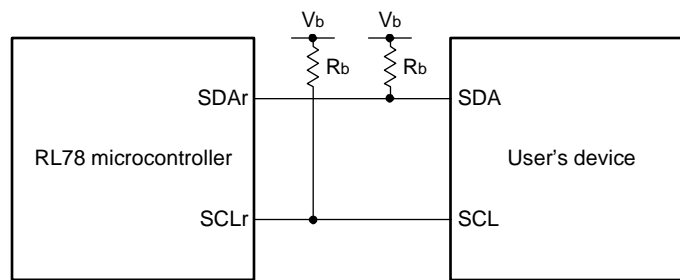 Vb Vb
Rb Rb
SDAr SDA
RL78 microcontroller User's device
SCLr SCL